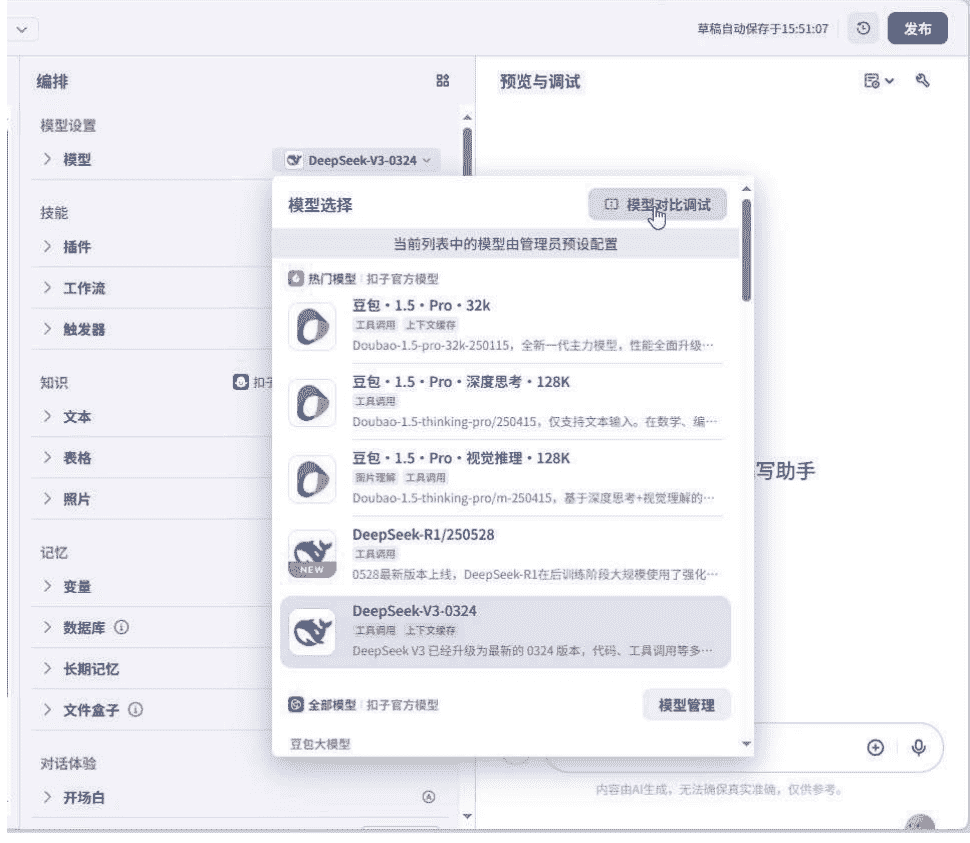 草稿自动保存于15:51:07
发布
编排
预览与调试
模型设置
模型
DeepSeek-V3-0324
技能
插件
工作流
触发器
知识
扣子
文本
表格
照片
记忆
变量
数据库
长期记忆
文件盒子
对话体验
开场白
模型选择
模型对比调试
当前列表中的模型由管理员预设配置
热门模型 | 扣子官方模型
豆包・1.5・Pro・32k
工具调用 上下文缓存
Doubao-1.5-pro-32k-250115，全新一代主力模型，性能全面升级…
豆包・1.5・Pro・深度思考・128K
工具调用
Doubao-1.5-thinking-pro/250415，仅支持文本输入。在数学、编…
豆包・1.5・Pro・视觉推理・128K
图片理解 工具调用
Doubao-1.5-thinking-pro/m-250415，基于深度思考+视觉理解的…
DeepSeek-R1/250528
NEW
工具调用
0528最新版本上线，DeepSeek-R1在后训练阶段大规模使用了强化…
DeepSeek-V3-0324
工具调用 上下文缓存
DeepSeek V3 已经升级为最新的 0324 版本，代码、工具调用等多…
全部模型 | 扣子官方模型
模型管理
豆包大模型
写助手
内容由AI生成，无法确保真实准确，仅供参考。